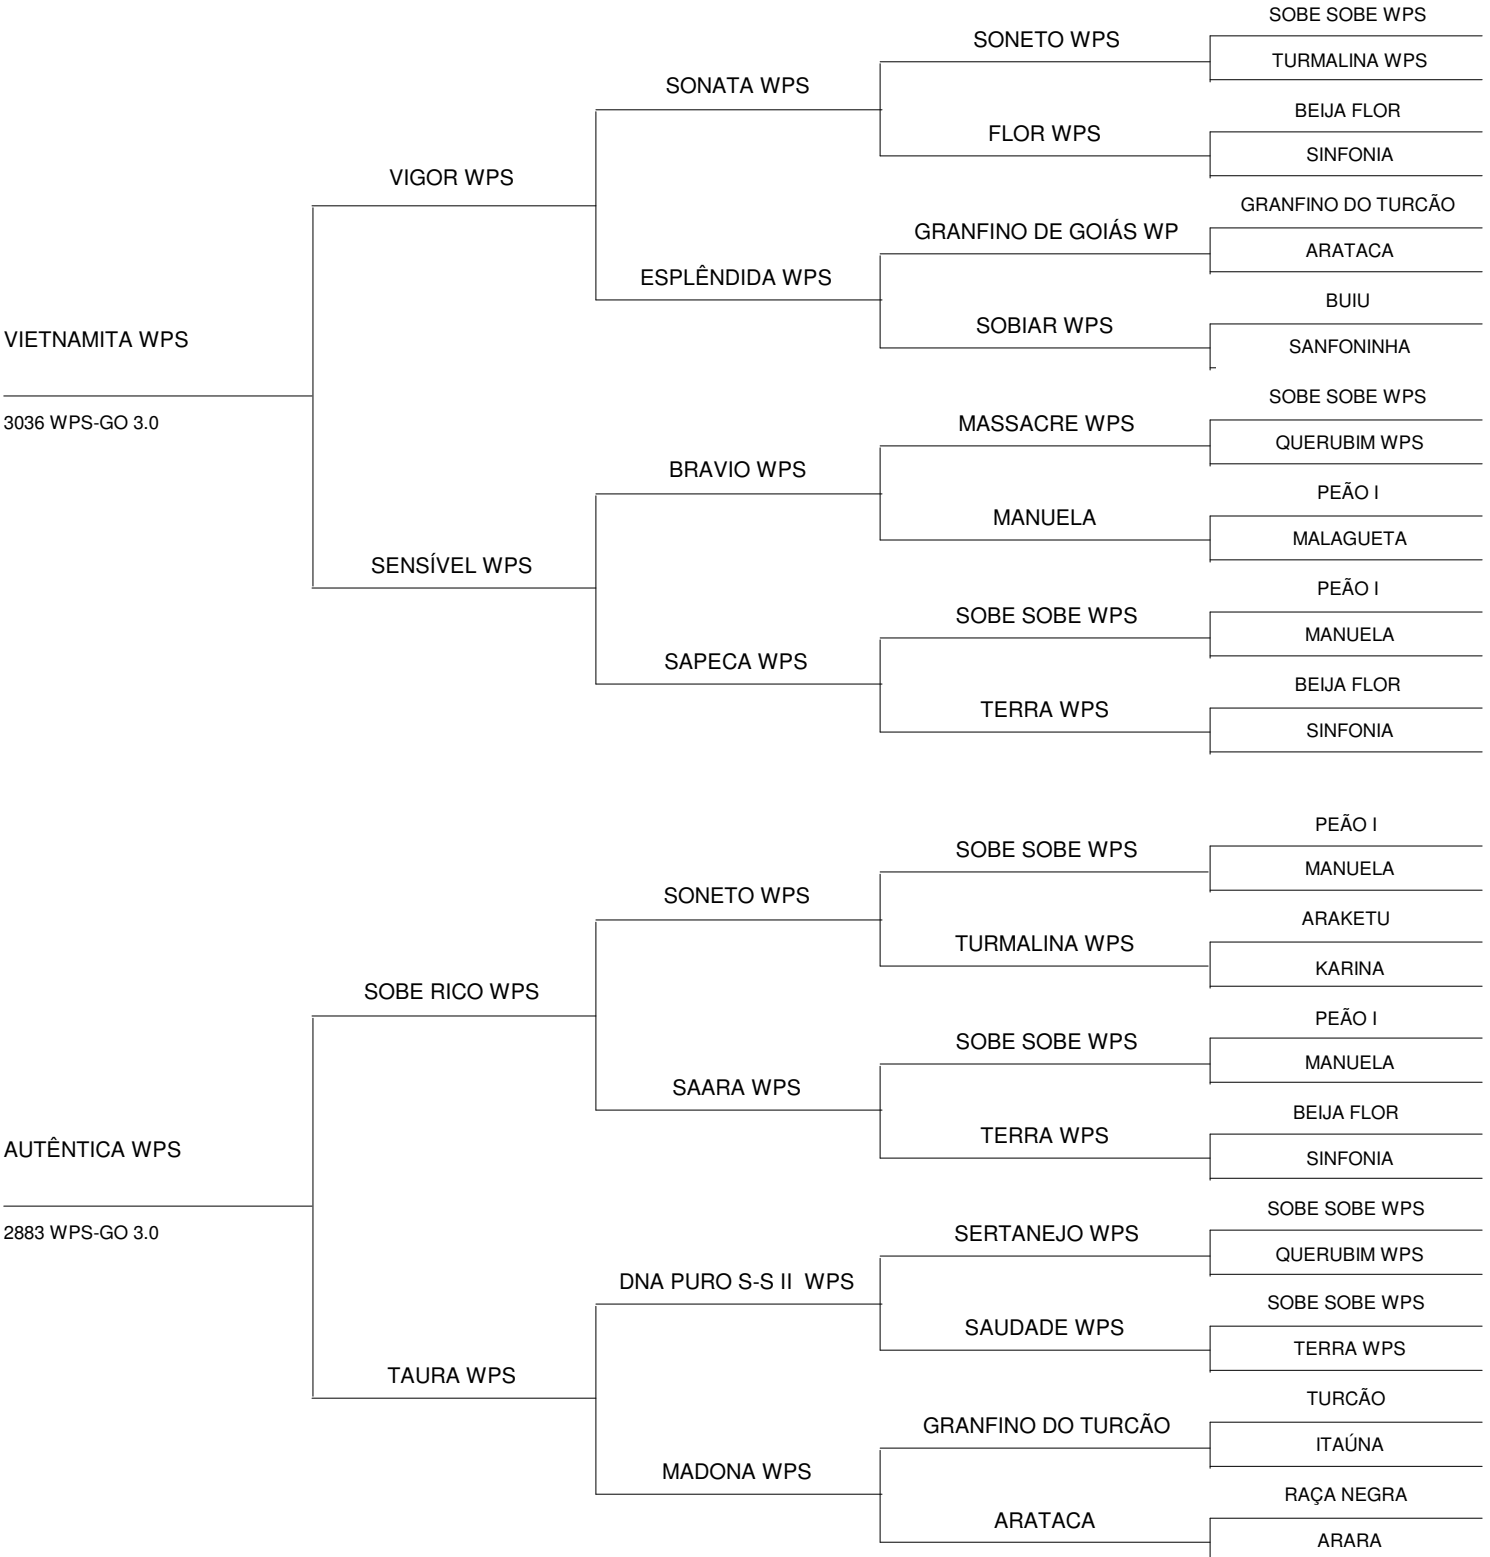 SOBE SOBE WPS
SONETO WPS
TURMALINA WPS
SONATA WPS
BEIJA FLOR
FLOR WPS
SINFONIA
VIGOR WPS
GRANFINO DO TURCÃO
GRANFINO DE GOIÁS WP
ARATACA
ESPLÊNDIDA WPS
BUIU
SOBIAR WPS
SANFONINHA
VIETNAMITA WPS
3036 WPS-GO 3.0
SOBE SOBE WPS
MASSACRE WPS
QUERUBIM WPS
BRAVIO WPS
PEÃO I
MANUELA
MALAGUETA
SENSÍVEL WPS
PEÃO I
SOBE SOBE WPS
MANUELA
SAPECA WPS
BEIJA FLOR
TERRA WPS
SINFONIA
PEÃO I
SOBE SOBE WPS
MANUELA
SONETO WPS
ARAKETU
TURMALINA WPS
KARINA
SOBE RICO WPS
PEÃO I
SOBE SOBE WPS
MANUELA
SAARA WPS
BEIJA FLOR
TERRA WPS
SINFONIA
AUTÊNTICA WPS
2883 WPS-GO 3.0
SOBE SOBE WPS
SERTANEJO WPS
QUERUBIM WPS
DNA PURO S-S II WPS
SOBE SOBE WPS
SAUDADE WPS
TERRA WPS
TAURA WPS
TURCÃO
GRANFINO DO TURCÃO
ITAÚNA
MADONA WPS
RAÇA NEGRA
ARATACA
ARARA